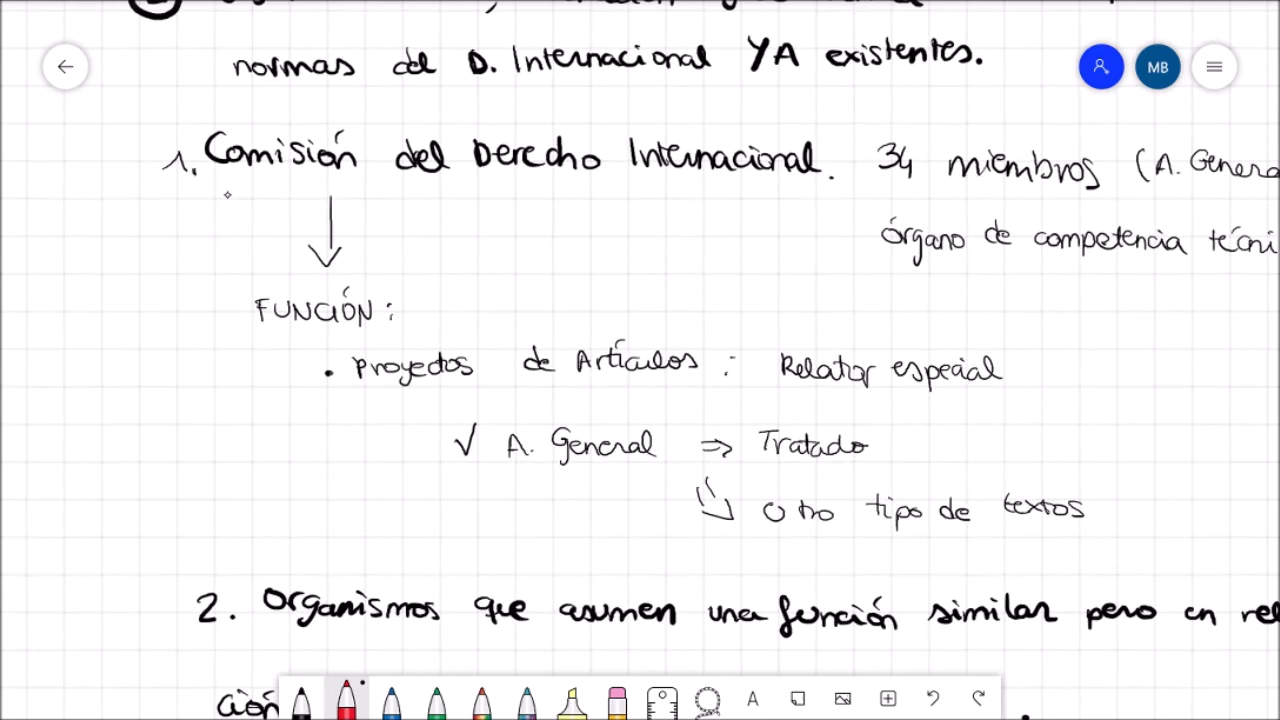 normas del D. Internacional YA existentes.
MB
1. Comisión del Derecho Internacional. 34 miembros (A. Genera
órgano de competencia técni
FUNCIÓN:
• Proyectos de Artículos : Relator especial
√ A. General ⇒ Tratado
Otro tipo de textos
2. Organismos que asumen una función similar pero en rel
ción
A